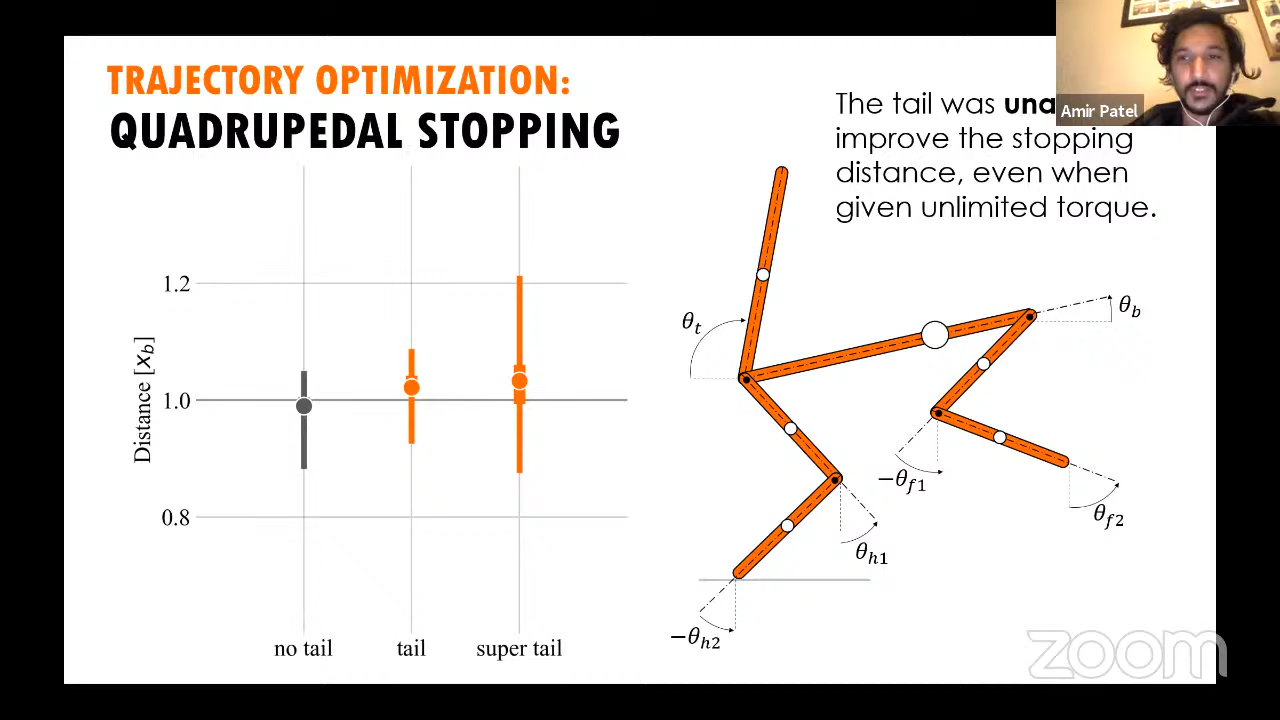 TRAJECTORY OPTIMIZATION:
QUADRUPEDAL STOPPING
The tail was
improve the stopping
distance, even when
given unlimited torque.
Amir Patel
1.2
1.0
0.8
Distance [x_b]
no tail
tail
super tail
θ_t
θ_b
−θ_f1
θ_f2
θ_h1
−θ_h2
zoom